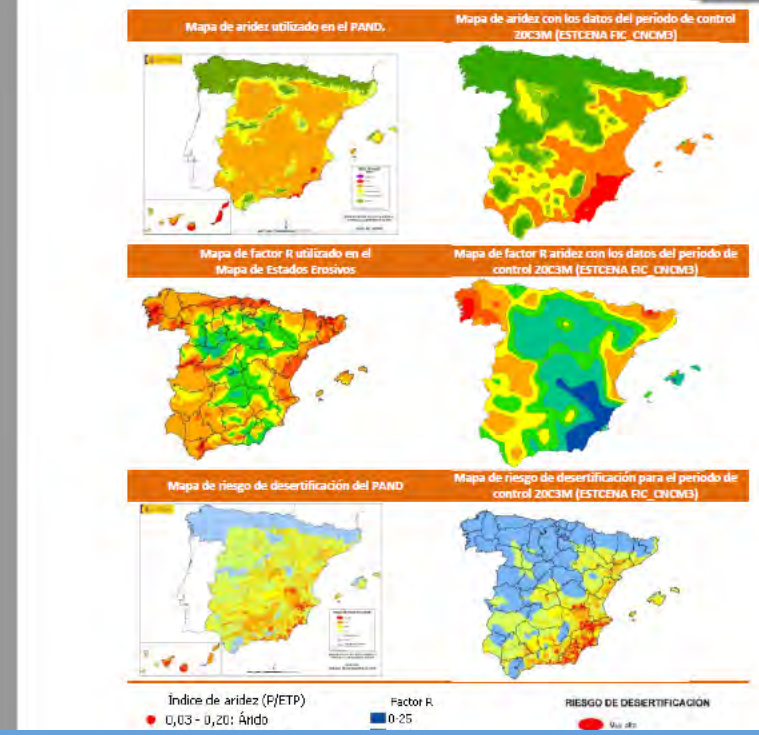 Mapa de aridez utilizado en el PAND.
Mapa de aridez con los datos del periodo de control
20C3M (ESTCENA FIC_CNCM3)
Mapa de factor R utilizado en el
Mapa de Estados Erosivos
Mapa de factor R aridez con los datos del periodo de
control 20C3M (ESTCENA FIC_CNCM3)
Mapa de riesgo de desertificación del PAND
Mapa de riesgo de desertificación para el periodo de
control 20C3M (ESTCENA FIC_CNCM3)
Índice de aridez (P/ETP)
0,03 - 0,20: Árido
Factor R
0-25
RIESGO DE DESERTIFICACIÓN
Muy alto